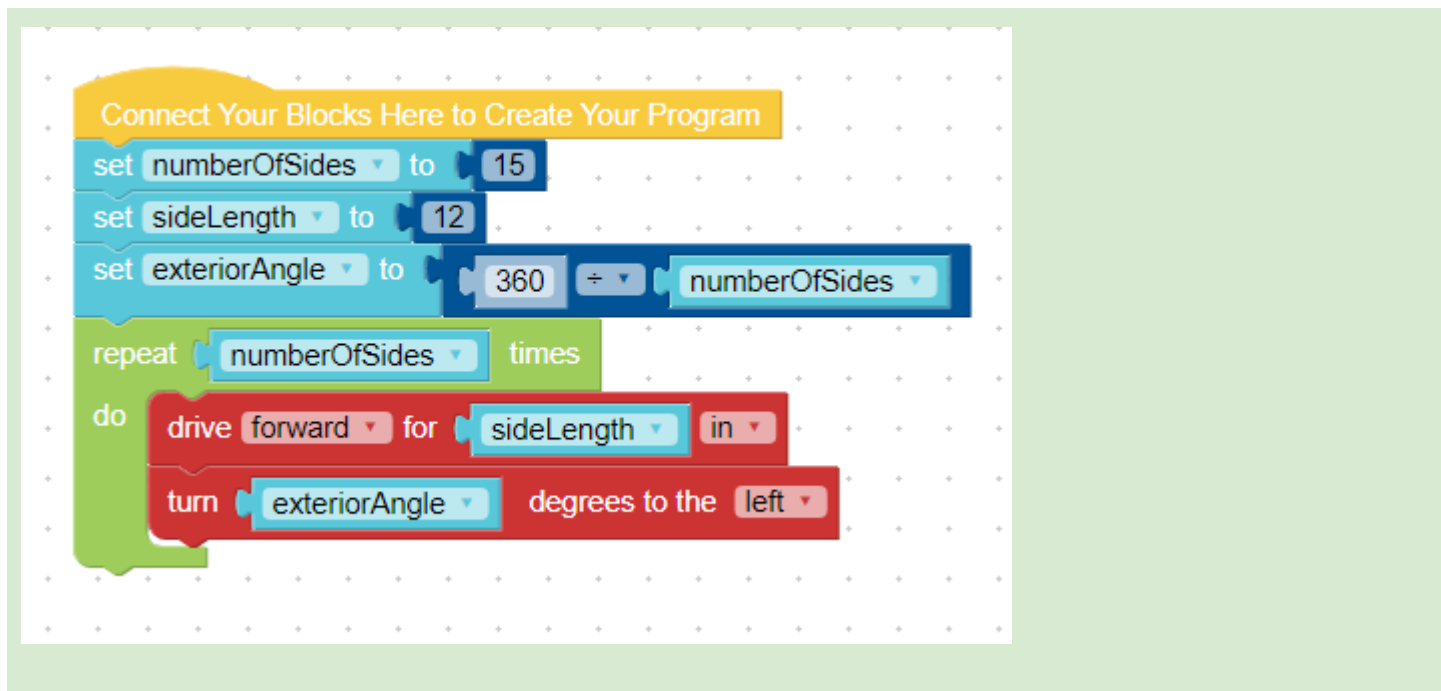 Connect Your Blocks Here to Create Your Program
set numberOfSides to 15
set sideLength to 12
set exteriorAngle to 360 ÷ numberOfSides
repeat numberOfSides times
do drive forward for sideLength in
turn exteriorAngle degrees to the left